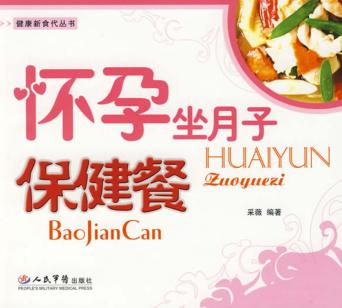 健康新食代丛书
怀孕坐月子
HUAIYUN
Zuoyuezi
保健餐
BaoJianCan
采薇 编著
人民军医出版社
PEOPLE'S MILITARY MEDICAL PRESS